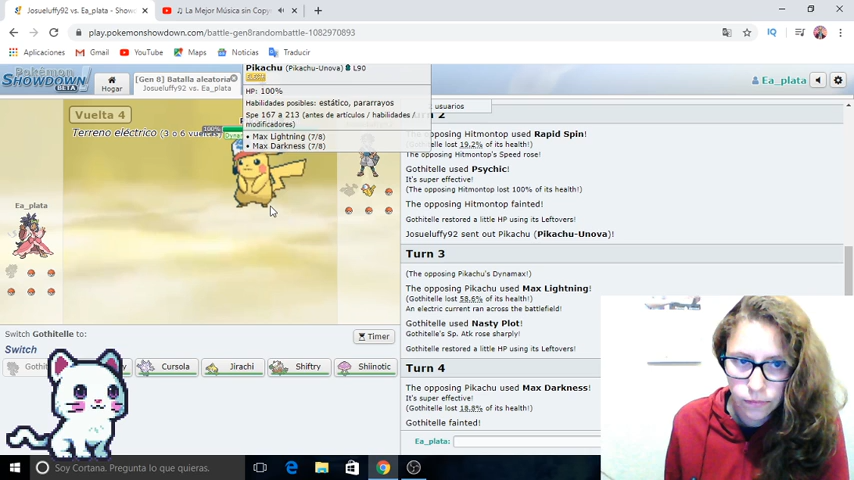 Josueluffy92 vs. Ea_plata - Show
La Mejor Música sin Copy
play.pokemonshowdown.com/battle-gen8randombattle-1082970893
Aplicaciones
Gmail
YouTube
Maps
Noticias
Traducir
Pokémon
SHOWDOWN
BETA
Hogar
[Gen 8] Batalla aleatoria
Josueluffy92 vs. Ea_plata
Ea_plata
Vuelta 4
Terreno eléctrico (3 o 6 vueltas)
100%
Pikachu (Pikachu-Unova) L90
HP: 100%
Habilidades posibles: estático, pararrayos
Spe 167 a 213 (antes de artículos / habilidades /
modificadores)
• Max Lightning (7/8)
• Max Darkness (7/8)
usuarios
Ea_plata
The opposing Hitmontop used Rapid Spin!
(Gothitelle lost 19.2% of its health!)
The opposing Hitmontop's Speed rose!
Gothitelle used Psychic!
It's super effective!
(The opposing Hitmontop lost 100% of its health!)
The opposing Hitmontop fainted!
Gothitelle restored a little HP using its Leftovers!
Josueluffy92 sent out Pikachu (Pikachu-Unova)!
Turn 3
(The opposing Pikachu's Dynamax!)
The opposing Pikachu used Max Lightning!
(Gothitelle lost 58.6% of its health!)
An electric current ran across the battlefield!
Gothitelle used Nasty Plot!
Gothitelle's Sp. Atk rose sharply!
Gothitelle restored a little HP using its Leftovers!
Turn 4
The opposing Pikachu used Max Darkness!
It's super effective!
(Gothitelle lost 18.8% of its health!)
Gothitelle fainted!
Ea_plata:
Switch Gothitelle to:
Timer
Switch
Cursola
Jirachi
Shiftry
Shiinotic
Soy Cortana. Pregunta lo que quieras.